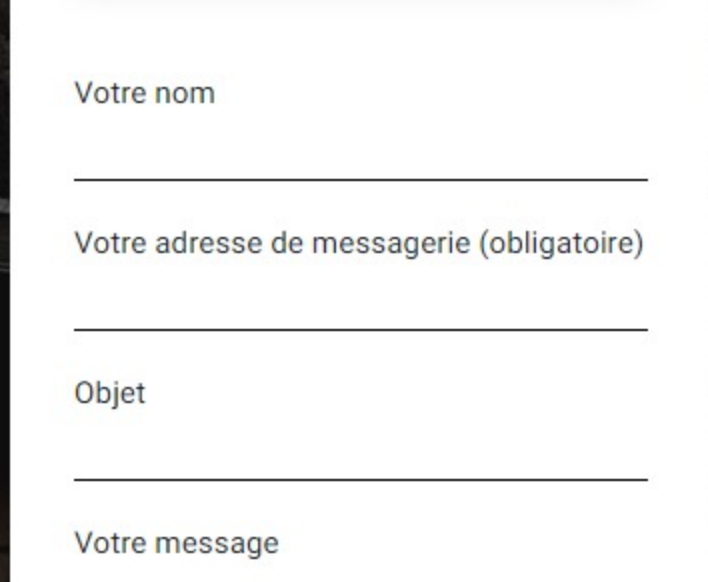 Votre nom
Votre adresse de messagerie (obligatoire)
Objet
Votre message